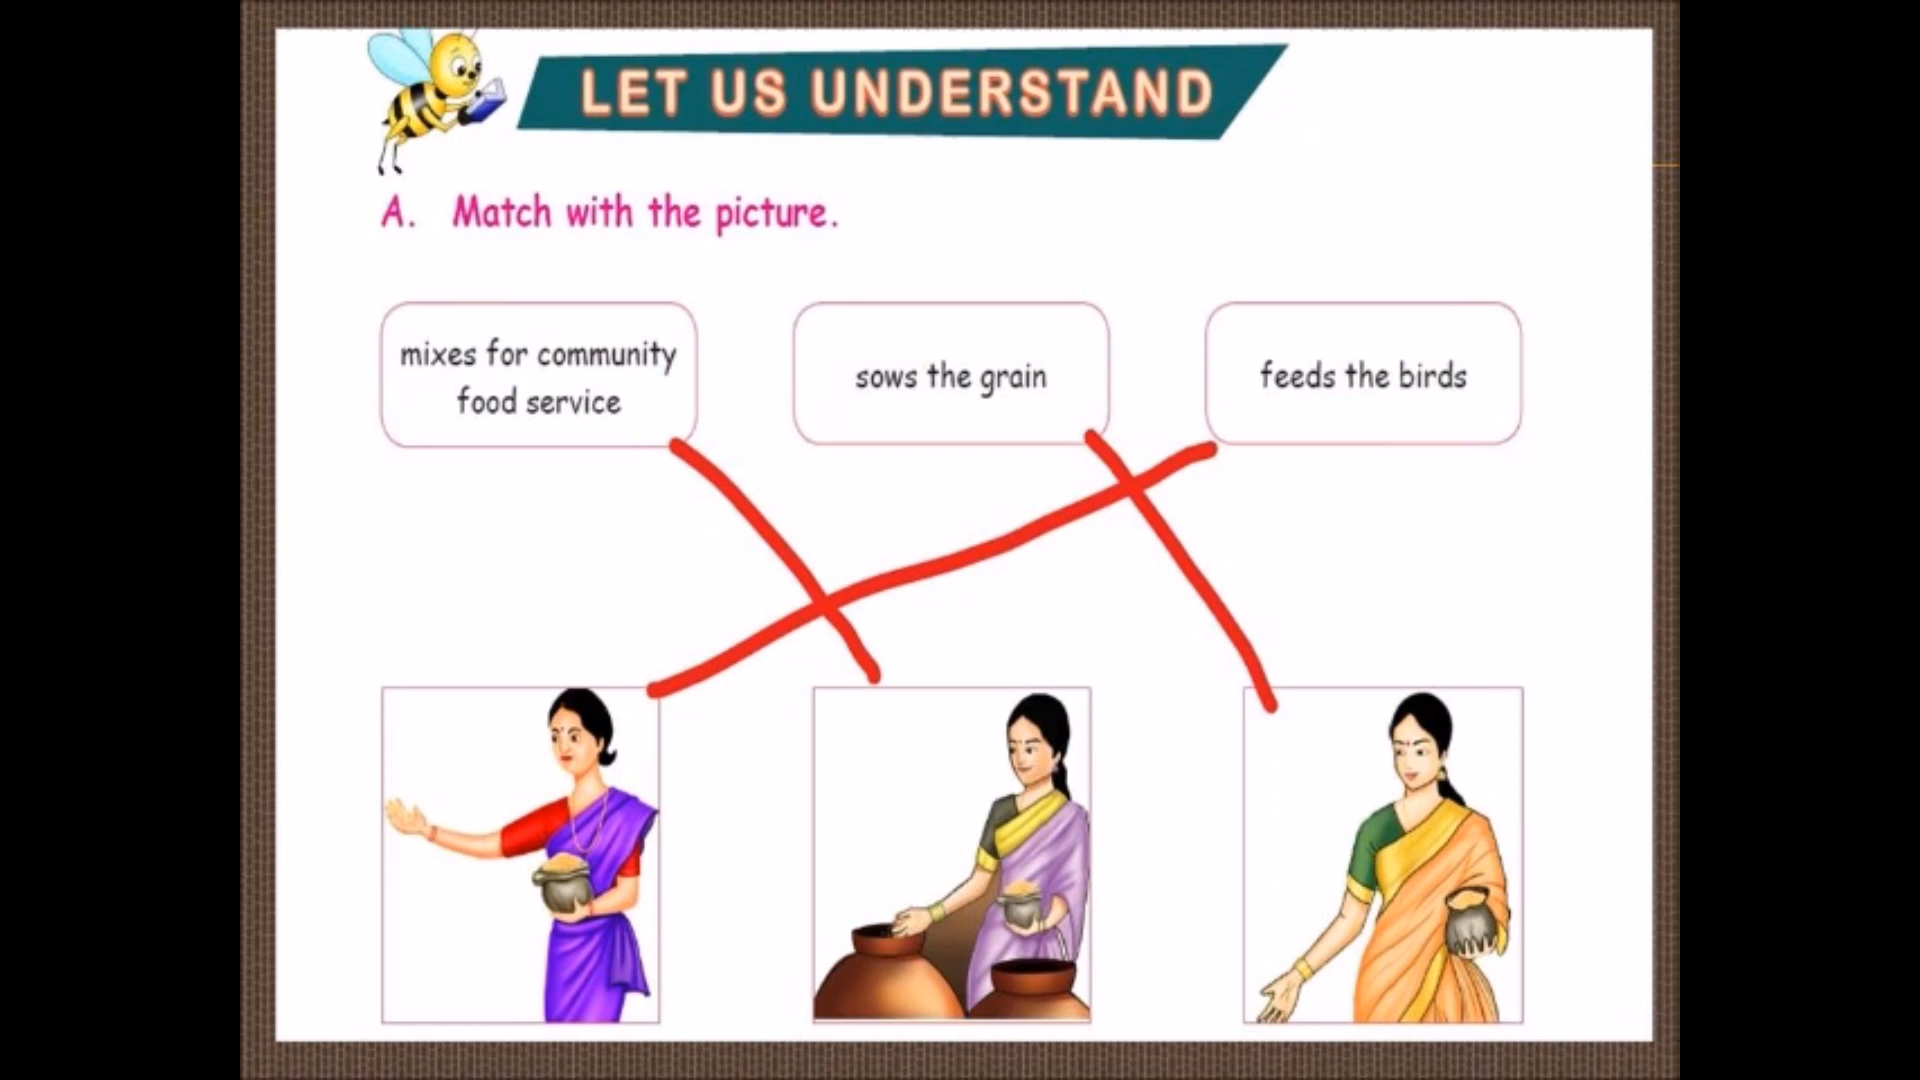 LET US UNDERSTAND
A. Match with the picture.
mixes for community
food service
sows the grain
feeds the birds